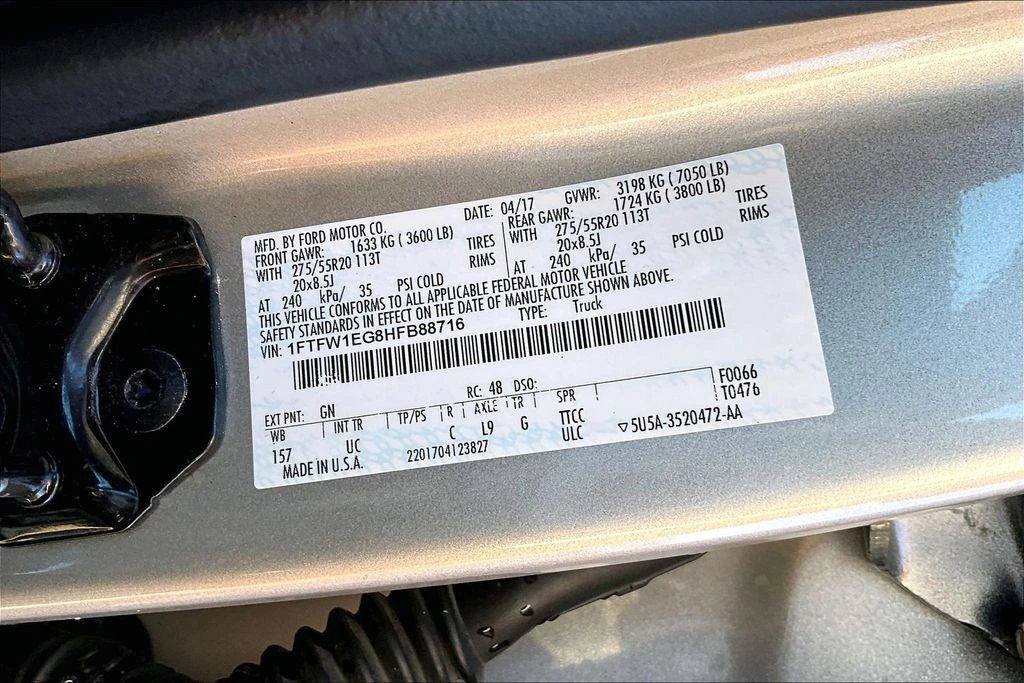 MFD. BY FORD MOTOR CO. DATE: 04/17 GVWR: 3198 KG ( 7050 LB)
FRONT GAWR: 1633 KG ( 3600 LB) REAR GAWR: 1724 KG ( 3800 LB)
WITH 275/55R20 113T TIRES WITH 275/55R20 113T TIRES
20x8.5J RIMS 20x8.5J RIMS
AT 240 kPa/ 35 PSI COLD AT 240 kPa/ 35 PSI COLD
THIS VEHICLE CONFORMS TO ALL APPLICABLE FEDERAL MOTOR VEHICLE
SAFETY STANDARDS IN EFFECT ON THE DATE OF MANUFACTURE SHOWN ABOVE.
VIN: 1FTFW1EG8HFB88716 TYPE: Truck
EXT PNT: GN RC: 48 DSO: F0066
WB INT TR TP/PS R AXLE TR SPR T0476
157 UC C L9 G TTCC ▽5U5A-3520472-AA
MADE IN U.S.A. 2201704123827 ULC